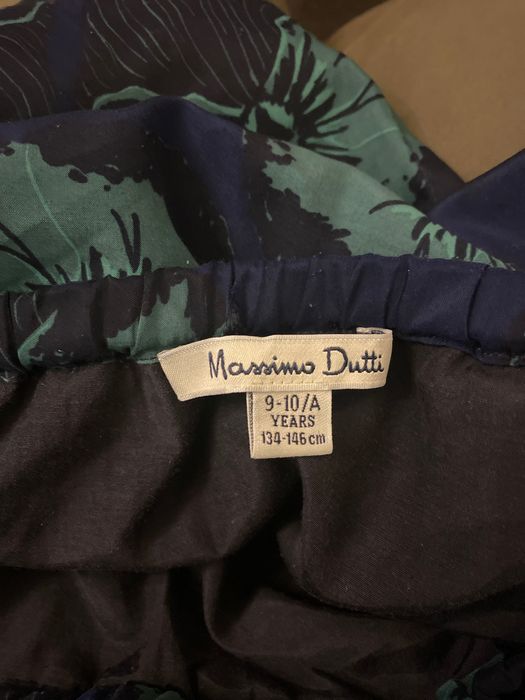 Massimo Dutti
9-10/A
YEARS
134-146cm